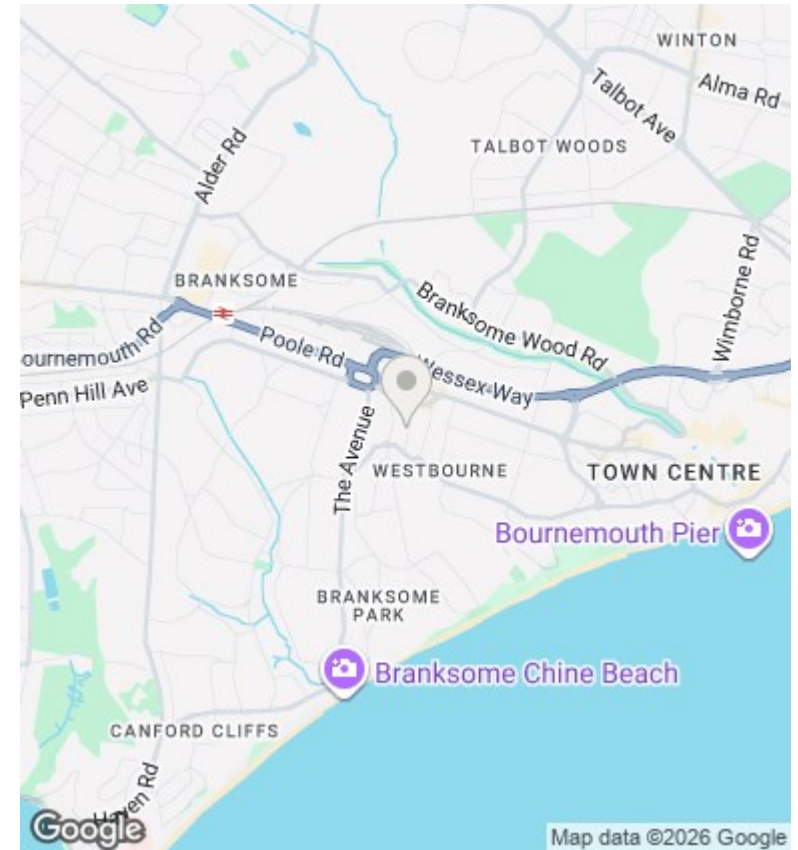 WINTON
Alma Rd
Talbot Ave
TALBOT WOODS
Alder Rd
Wimborne Rd
BRANKSOME
Branksome Wood Rd
ournemouth Rd
Poole Rd
Wessex Way
Penn Hill Ave
The Avenue
WESTBOURNE
TOWN CENTRE
Bournemouth Pier
BRANKSOME
PARK
Branksome Chine Beach
CANFORD CLIFFS
Haven Rd
Google
Map data ©2026 Google